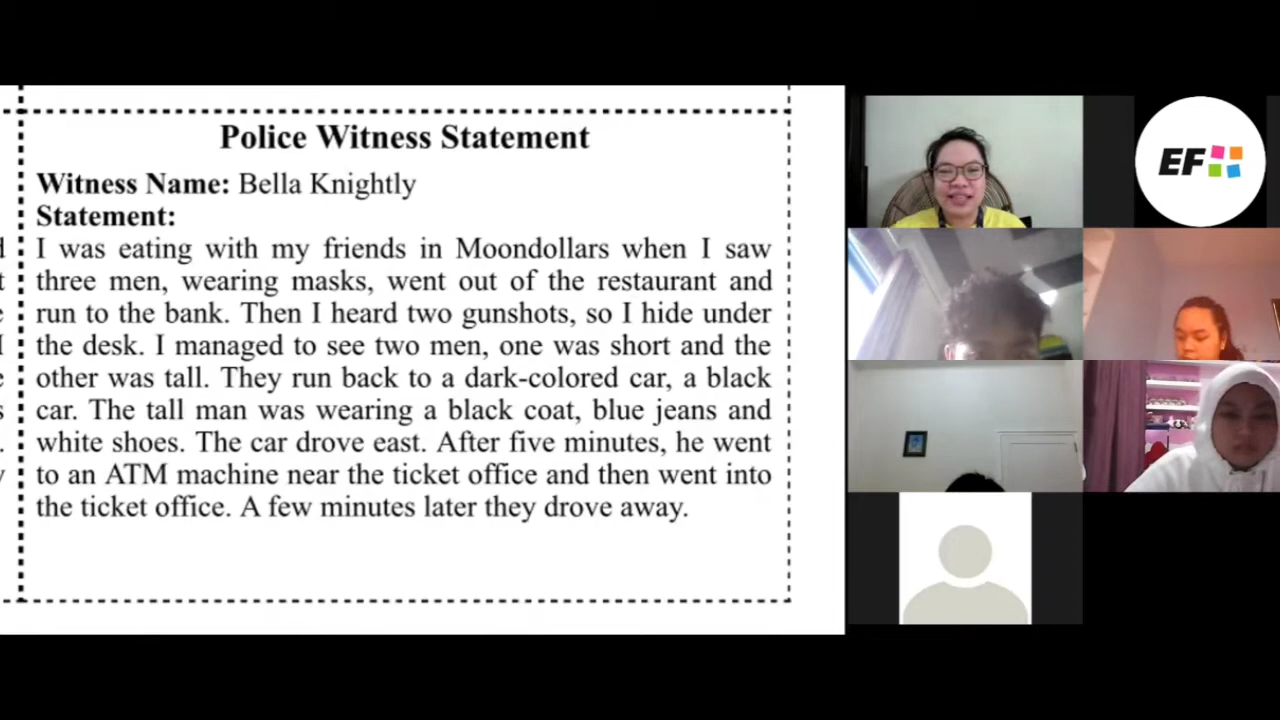 Police Witness Statement
Witness Name: Bella Knightly
Statement:
I was eating with my friends in Moondollars when I saw
three men, wearing masks, went out of the restaurant and
run to the bank. Then I heard two gunshots, so I hide under
the desk. I managed to see two men, one was short and the
other was tall. They run back to a dark-colored car, a black
car. The tall man was wearing a black coat, blue jeans and
white shoes. The car drove east. After five minutes, he went
to an ATM machine near the ticket office and then went into
the ticket office. A few minutes later they drove away.
EF